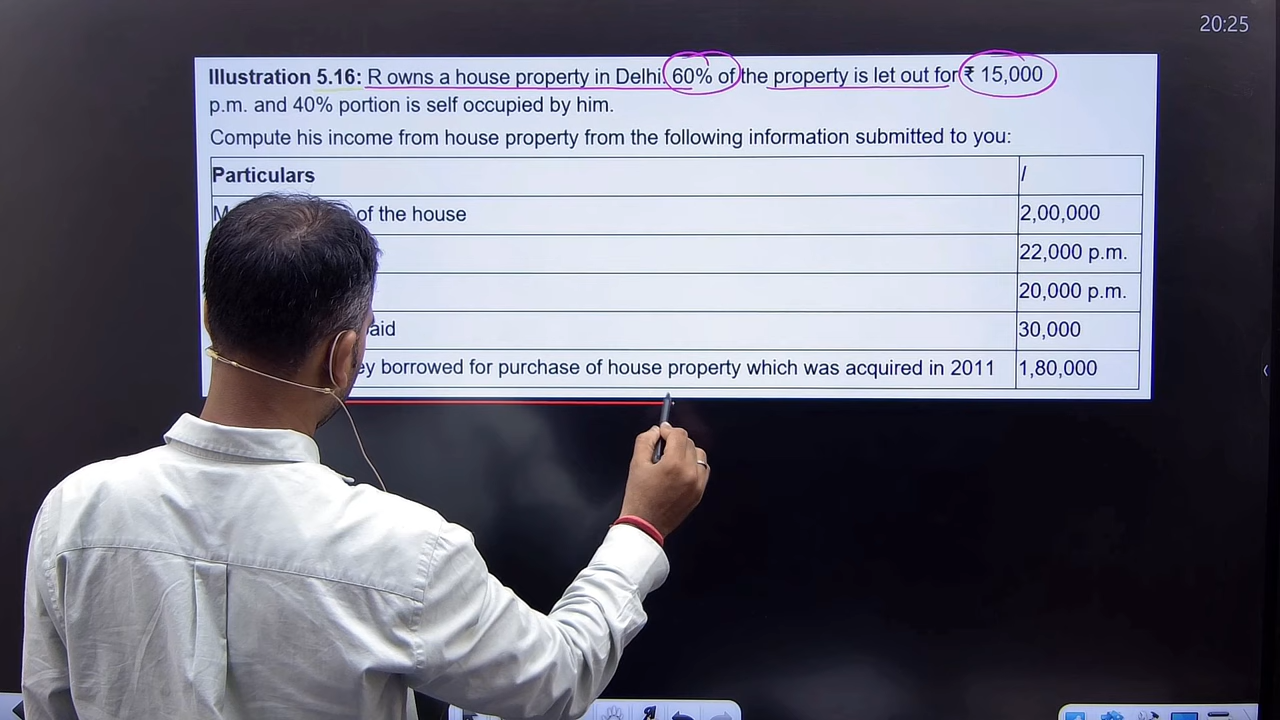 20:25
Illustration 5.16: R owns a house property in Delhi. 60% of the property is let out for ₹ 15,000
p.m. and 40% portion is self occupied by him.
Compute his income from house property from the following information submitted to you:
Particulars /
of the house 2,00,000
22,000 p.m.
20,000 p.m.
30,000
borrowed for purchase of house property which was acquired in 2011 1,80,000